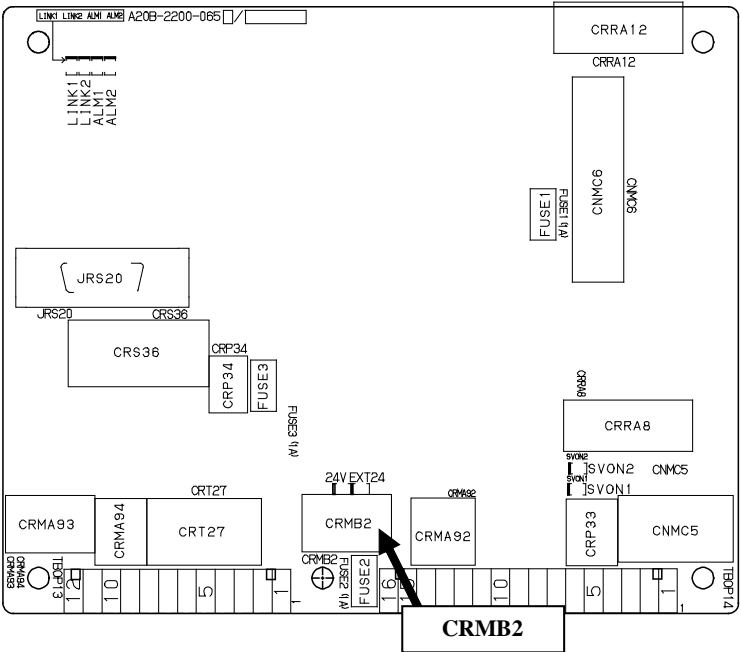 LINK1 LINK2 ALM1 ALM2 A20B-2200-065 /
CRRA12
CRRA12
LINK1
LINK2
ALM1
ALM2
CNMC6
CNMC6
FUSE1
FUSE1 (1A)
JRS20
JRS20
CRS36
CRS36
CRP34
CRP34
FUSE3
FUSE3 (1A)
CRRA8
CRRA8
SVON2
SVON2
CNMC5
SVON1
SVON1
24V EXT24
CRT27
CRMA92
CRMA93
CRMA94
CRT27
CRMB2
CRMA92
CRP33
CNMC5
CRMA94
CRMA93
TBOP13
CRMB2
FUSE2 (1A)
FUSE2
TBOP14
12 10 5 1
1
16 15 10 5 1
1
CRMB2